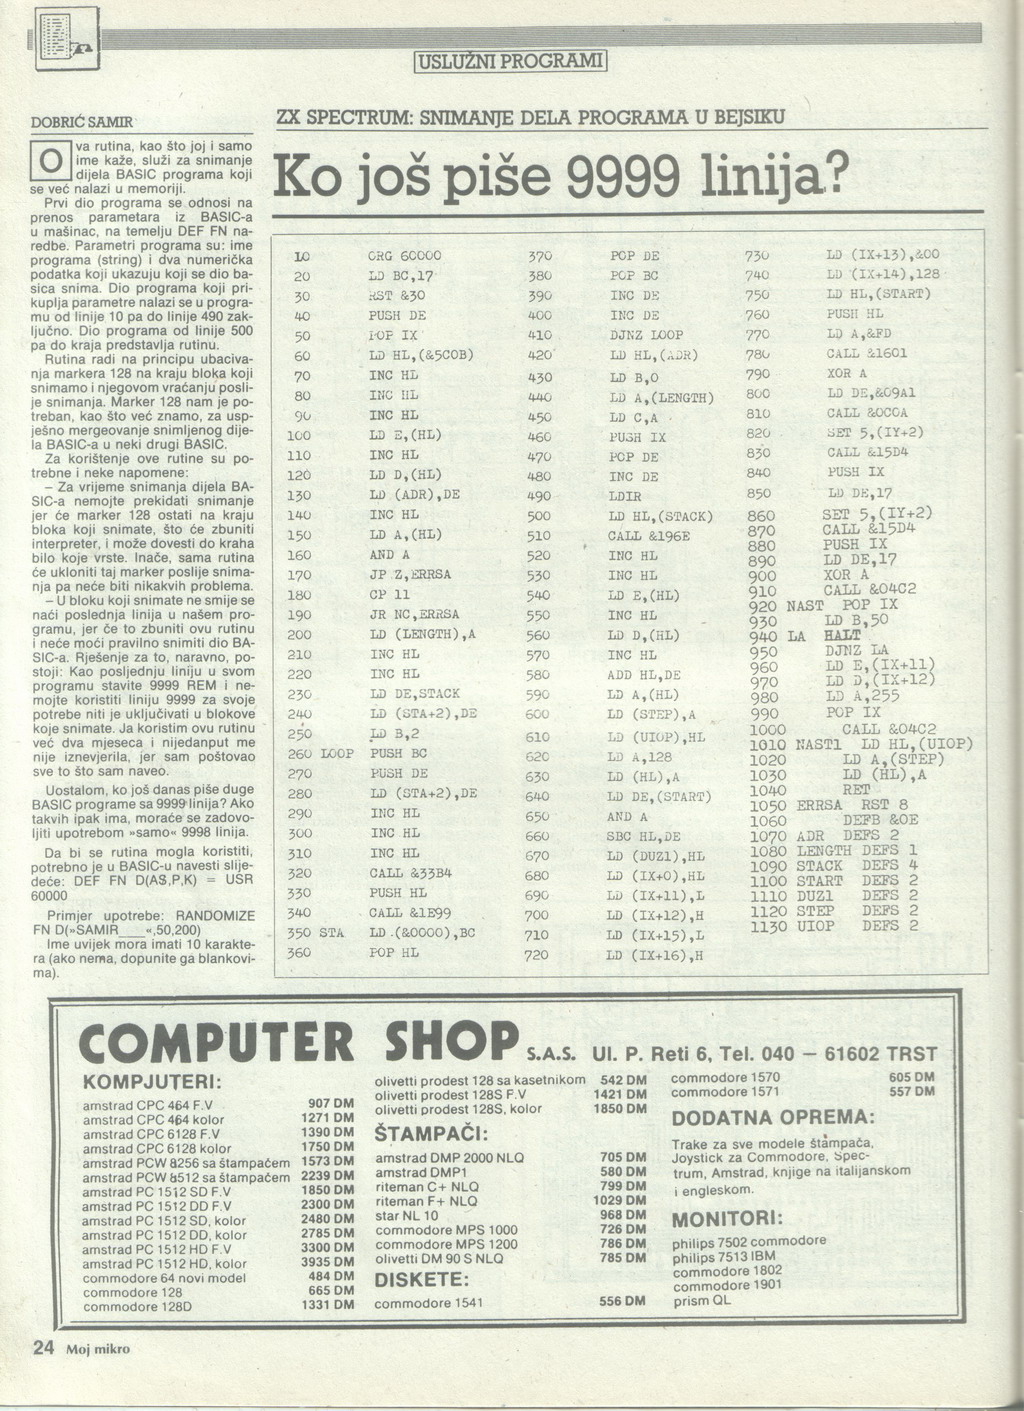 USLUŽNI PROGRAMI
DOBRIĆ SAMIR
Ova rutina, kao što joj i samo
ime kaže, služi za snimanje
dijela BASIC programa koji
se već nalazi u memoriji.
Prvi dio programa se odnosi na
prenos parametara iz BASIC-a
u mašinac, na temelju DEF FN na-
redbe. Parametri programa su: ime
programa (string) i dva numerička
podatka koji ukazuju koji se dio ba-
sica snima. Dio programa koji pri-
kuplja parametre nalazi se u progra-
mu od linije 10 pa do linije 490 zak-
ljučno. Dio programa od linije 500
pa do kraja predstavlja rutinu.
Rutina radi na principu ubaciva-
nja markera 128 na kraju bloka koji
snimamo i njegovom vraćanju posli-
je snimanja. Marker 128 nam je po-
treban, kao što već znamo, za usp-
ješno mergeovanje snimljenog dije-
la BASIC-a u neki drugi BASIC.
Za korištenje ove rutine su po-
trebne i neke napomene:
– Za vrijeme snimanja dijela BA-
SIC-a nemojte prekidati snimanje
jer će marker 128 ostati na kraju
bloka koji snimate, što će zbuniti
interpreter, i može dovesti do kraha
bilo koje vrste. Inače, sama rutina
će ukloniti taj marker poslije snima-
nja pa neće biti nikakvih problema.
– U bloku koji snimate ne smije se
naći poslednja linija u našem pro-
gramu, jer če to zbuniti ovu rutinu
i neće moći pravilno snimiti dio BA-
SIC-a. Rješenje za to, naravno, po-
stoji: Kao posljednju liniju u svom
programu stavite 9999 REM i ne-
mojte koristiti liniju 9999 za svoje
potrebe niti je uključivati u blokove
koje snimate. Ja koristim ovu rutinu
već dva mjeseca i nijedanput me
nije iznevjerila, jer sam poštovao
sve to što sam naveo.
Uostalom, ko još danas piše duge
BASIC programe sa 9999 linija? Ako
takvih ipak ima, moraće se zadovo-
ljiti upotrebom »samo« 9998 linija.
Da bi se rutina mogla koristiti,
potrebno je u BASIC-u navesti slije-
deće: DEF FN D(A$,P,K) = USR
60000
Primjer upotrebe: RANDOMIZE
FN D(»SAMIR___«,50,200)
Ime uvijek mora imati 10 karakte-
ra (ako nema, dopunite ga blankovi-
ma).
ZX SPECTRUM: SNIMANJE DELA PROGRAMA U BEJSIKU
Ko još piše 9999 linija?
10 ORG 60000
20 LD BC,17
30 RST &30
40 PUSH DE
50 POP IX
60 LD HL,(&5C0B)
70 INC HL
80 INC HL
90 INC HL
100 LD E,(HL)
110 INC HL
120 LD D,(HL)
130 LD (ADR),DE
140 INC HL
150 LD A,(HL)
160 AND A
170 JP Z,ERRSA
180 CP 11
190 JR NC,ERRSA
200 LD (LENGTH),A
210 INC HL
220 INC HL
230 LD DE,STACK
240 LD (STA+2),DE
250 LD B,2
260 LOOP PUSH BC
270 PUSH DE
280 LD (STA+2),DE
290 INC HL
300 INC HL
310 INC HL
320 CALL &33B4
330 PUSH HL
340 CALL &1E99
350 STA LD (&0000),BC
360 POP HL
370 POP DE
380 POP BC
390 INC DE
400 INC DE
410 DJNZ LOOP
420 LD HL,(ADR)
430 LD B,0
440 LD A,(LENGTH)
450 LD C,A
460 PUSH IX
470 POP DE
480 INC DE
490 LDIR
500 LD HL,(STACK)
510 CALL &196E
520 INC HL
530 INC HL
540 LD E,(HL)
550 INC HL
560 LD D,(HL)
570 INC HL
580 ADD HL,DE
590 LD A,(HL)
600 LD (STEP),A
610 LD (UIOP),HL
620 LD A,128
630 LD (HL),A
640 LD DE,(START)
650 AND A
660 SBC HL,DE
670 LD (DUZ1),HL
680 LD (IX+0),HL
690 LD (IX+11),L
700 LD (IX+12),H
710 LD (IX+15),L
720 LD (IX+16),H
730 LD (IX+13),&00
740 LD (IX+14),128
750 LD HL,(START)
760 PUSH HL
770 LD A,&FD
780 CALL &1601
790 XOR A
800 LD DE,&09A1
810 CALL &0C0A
820 SET 5,(IY+2)
830 CALL &15D4
840 PUSH IX
850 LD DE,17
860 SET 5,(IY+2)
870 CALL &15D4
880 PUSH IX
890 LD DE,17
900 XOR A
910 CALL &04C2
920 NAST POP IX
930 LD B,50
940 LA HALT
950 DJNZ LA
960 LD E,(IX+11)
970 LD D,(IX+12)
980 LD A,255
990 POP IX
1000 CALL &04C2
1010 NAST1 LD HL,(UIOP)
1020 LD A,(STEP)
1030 LD (HL),A
1040 RET
1050 ERRSA RST 8
1060 DEFB &0E
1070 ADR DEFS 2
1080 LENGTH DEFS 1
1090 STACK DEFS 4
1100 START DEFS 2
1110 DUZ1 DEFS 2
1120 STEP DEFS 2
1130 UIOP DEFS 2
COMPUTER SHOP S.A.S. Ul. P. Reti 6, Tel. 040 – 61602 TRST
KOMPJUTERI:
amstrad CPC 464 F.V 907 DM
amstrad CPC 464 kolor 1271 DM
amstrad CPC 6128 F.V 1390 DM
amstrad CPC 6128 kolor 1750 DM
amstrad PCW 8256 sa štampačem 1573 DM
amstrad PCW 8512 sa štampačem 2239 DM
amstrad PC 1512 SD F.V 1850 DM
amstrad PC 1512 DD F.V 2300 DM
amstrad PC 1512 SD, kolor 2480 DM
amstrad PC 1512 DD, kolor 2785 DM
amstrad PC 1512 HD F.V 3300 DM
amstrad PC 1512 HD, kolor 3935 DM
commodore 64 novi model 484 DM
commodore 128 665 DM
commodore 128D 1331 DM
olivetti prodest 128 sa kasetnikom 542 DM
olivetti prodest 128S F.V 1421 DM
olivetti prodest 128S, kolor 1850 DM
ŠTAMPAČI:
amstrad DMP 2000 NLQ 705 DM
amstrad DMP1 580 DM
riteman C+ NLQ 799 DM
riteman F+ NLQ 1029 DM
star NL 10 968 DM
commodore MPS 1000 726 DM
commodore MPS 1200 786 DM
olivetti DM 90 S NLQ 785 DM
DISKETE:
commodore 1541 556 DM
commodore 1570 605 DM
commodore 1571 557 DM
DODATNA OPREMA:
Trake za sve modele štampača,
Joystick za Commodore, Spec-
trum, Amstrad, knjige na italijanskom
i engleskom.
MONITORI:
philips 7502 commodore
philips 7513 IBM
commodore 1802
commodore 1901
prism QL
24 Moj mikro